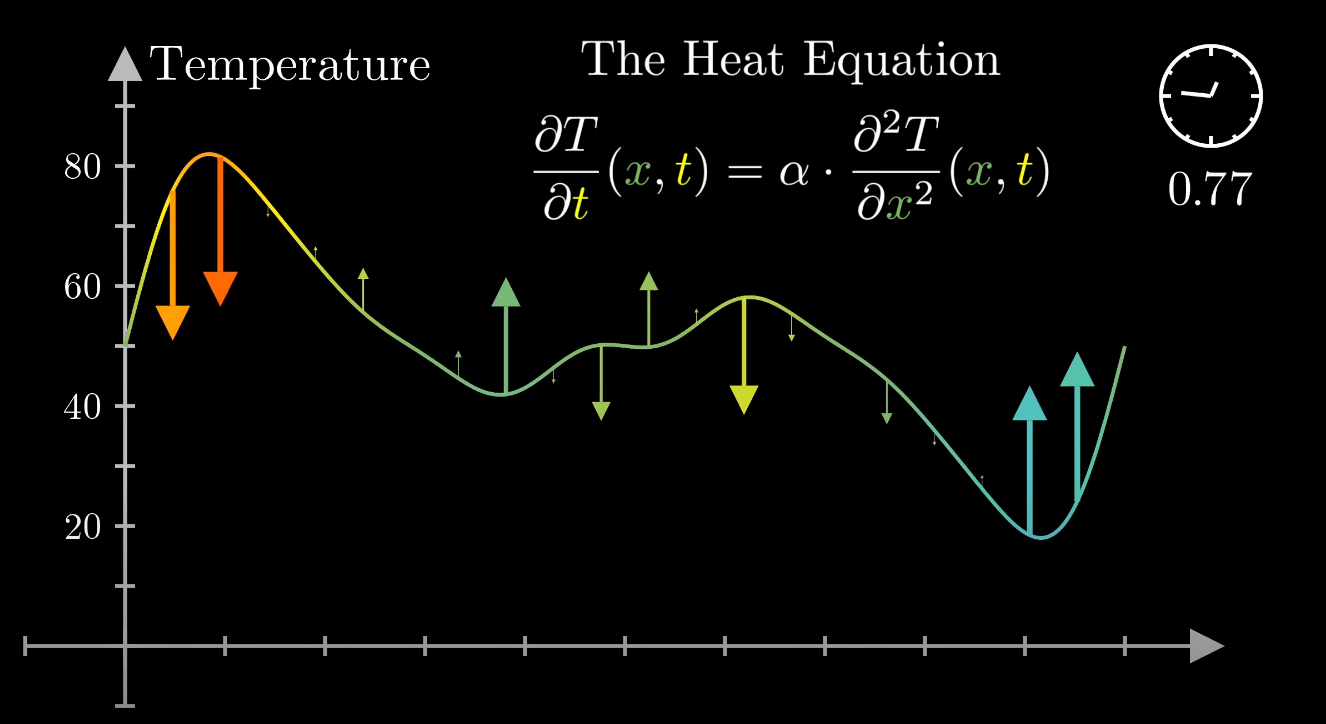 Temperature
The Heat Equation
∂T/∂t (x, t) = α · ∂²T/∂x² (x, t)
0.77
80
60
40
20